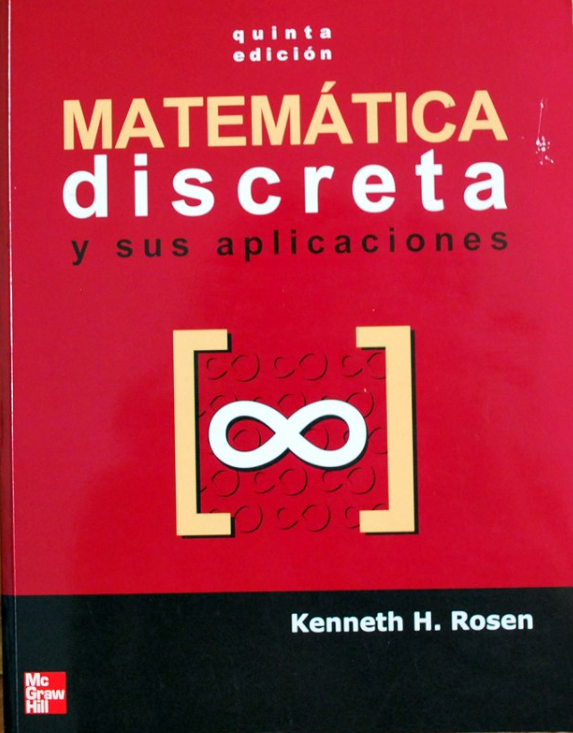 quinta
edición
MATEMÁTICA
discreta
y sus aplicaciones
Kenneth H. Rosen
Mc
Graw
Hill